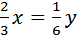 2/3 x = 1/6 y